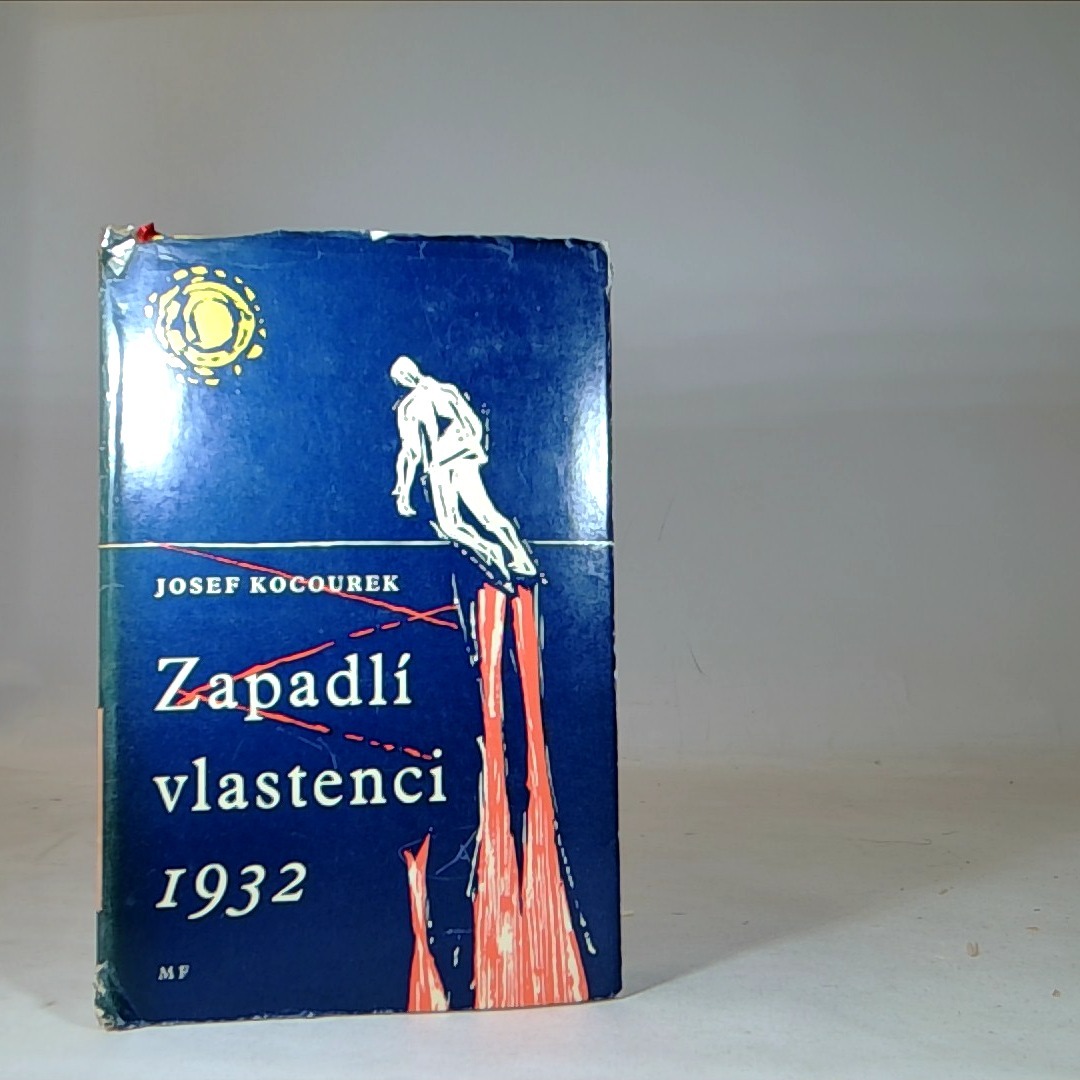 JOSEF KOCOUREK
Zapadlí
vlastenci
1932
MF